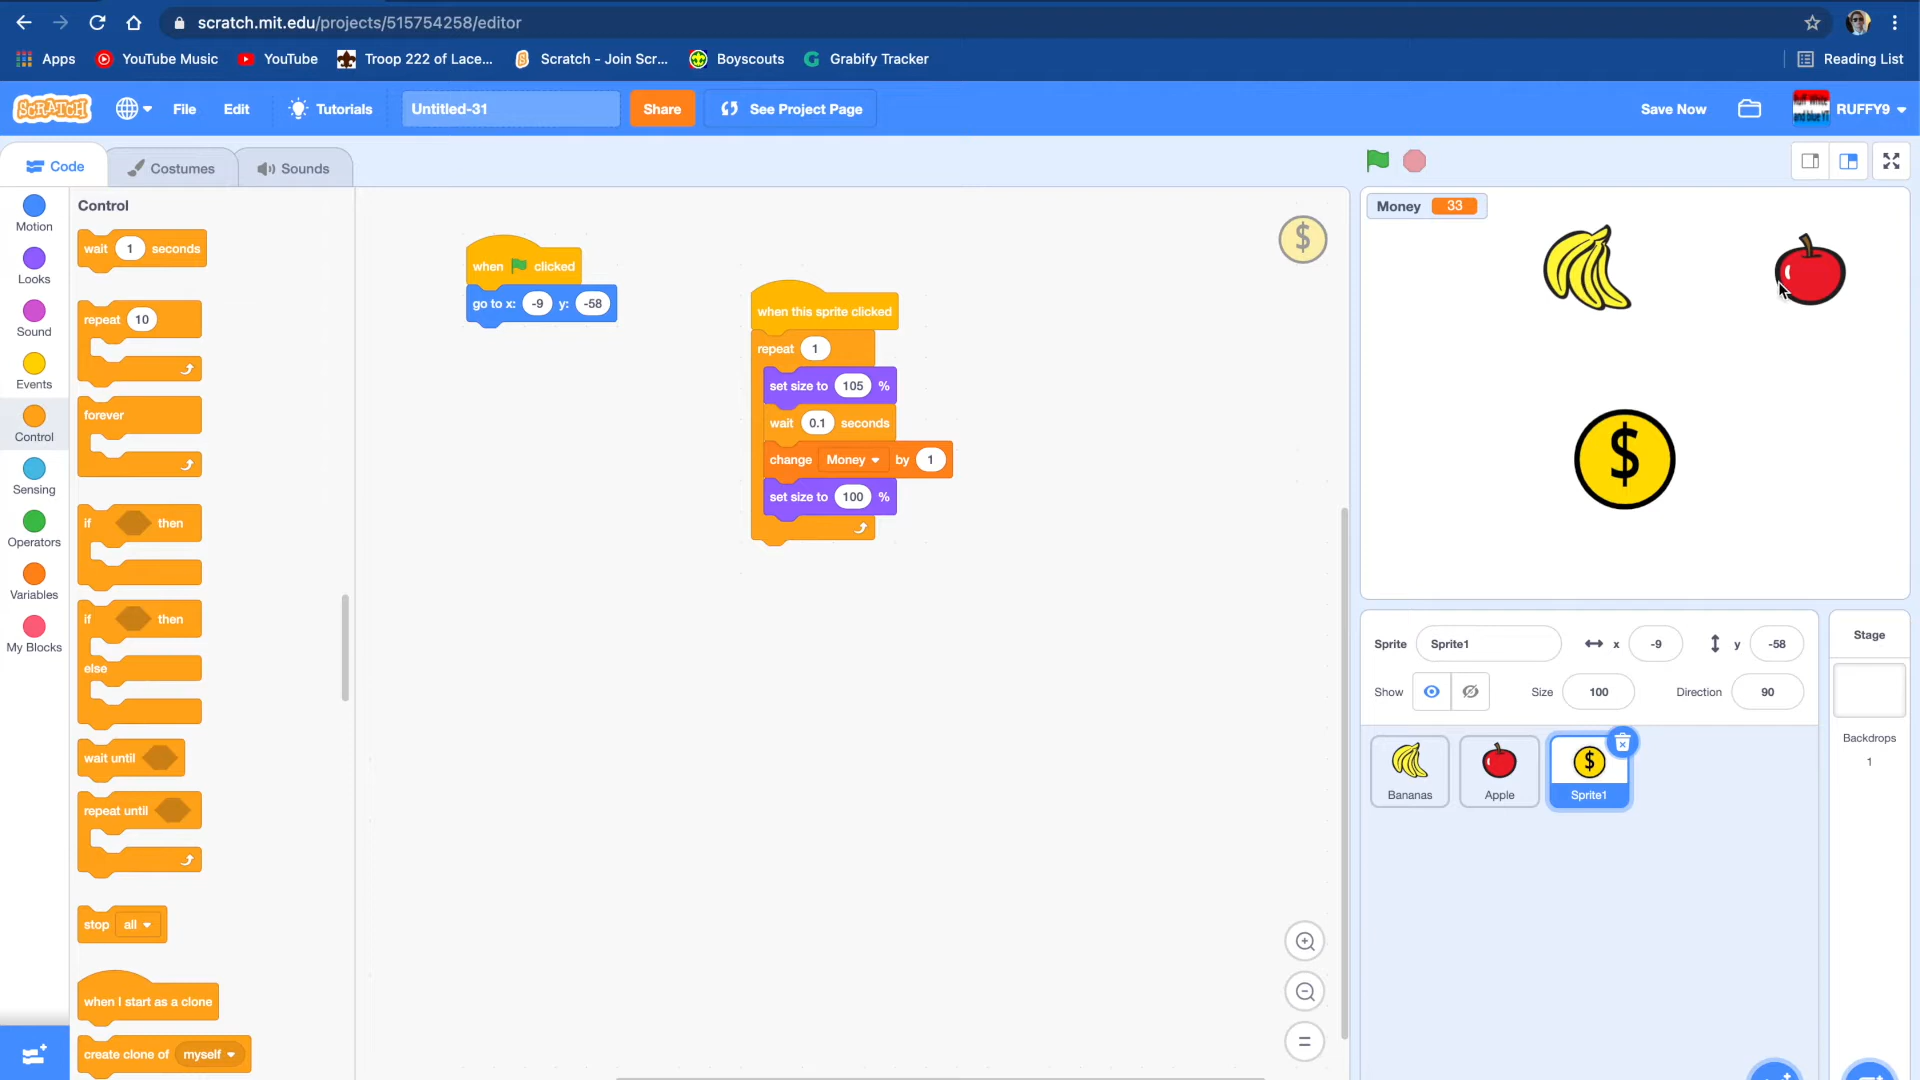 scratch.mit.edu/projects/515754258/editor
Apps YouTube Music YouTube Troop 222 of Lace... Scratch - Join Scr... Boyscouts Grabify Tracker Reading List
SCRATCH File Edit Tutorials Untitled-31 Share See Project Page Save Now RUFFY9
Code Costumes Sounds
Motion
Looks
Sound
Events
Control
Sensing
Operators
Variables
My Blocks
Control
wait 1 seconds
repeat 10
forever
if then
if then
else
wait until
repeat until
stop all
when I start as a clone
create clone of myself
when clicked
go to x: -9 y: -58
when this sprite clicked
repeat 1
set size to 105 %
wait 0.1 seconds
change Money by 1
set size to 100 %
$
Money 33
$
Sprite Sprite1 x -9 y -58
Show Size 100 Direction 90
Bananas
Apple
$
Sprite1
Stage
Backdrops
1